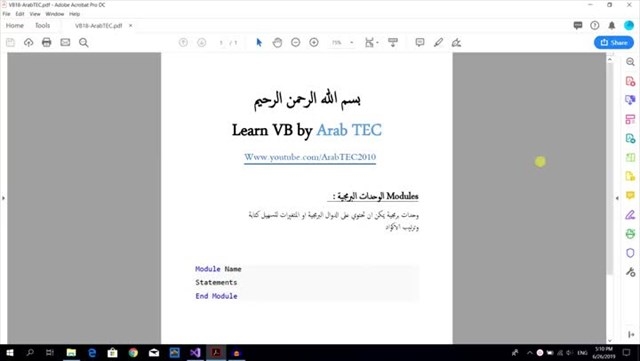 VB18-ArabTEC.pdf - Adobe Acrobat Pro DC
File Edit View Window Help
Home Tools VB18-ArabTEC.pdf ×
1 / 1 75% Share
بسم الله الرحمن الرحيم
Learn VB by Arab TEC
Www.youtube.com/ArabTEC2010
Modules الوحدات البرمجية :
وحدات برمجية يمكن ان تحتوي على الدوال البرمجية او المتغيرات لتسهيل كتابة
وترتيب الأكواد
Module Name
Statements
End Module
ENG 5:10 PM
6/26/2019